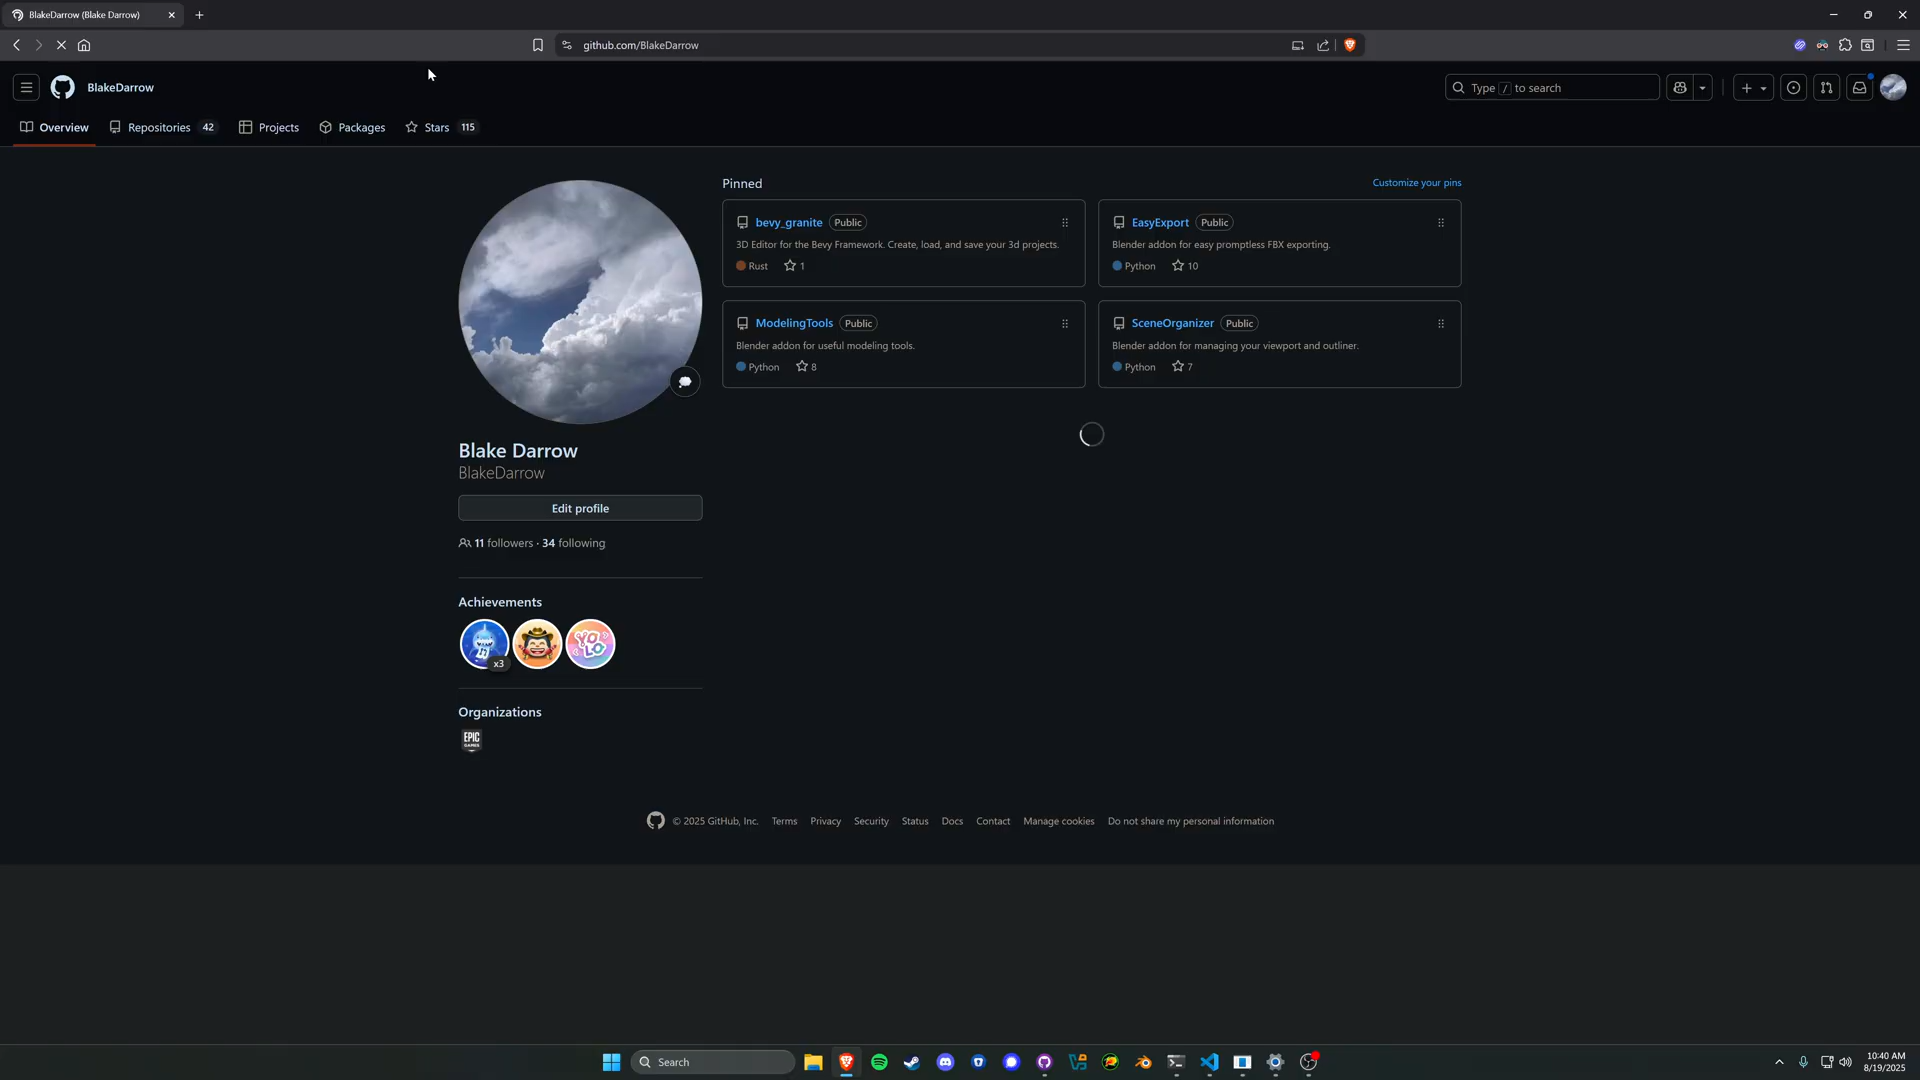 BlakeDarrow (Blake Darrow)
github.com/BlakeDarrow
BlakeDarrow
Type / to search
Overview
Repositories 42
Projects
Packages
Stars 115
Pinned
Customize your pins
bevy_granite Public
3D Editor for the Bevy Framework. Create, load, and save your 3d projects.
Rust 1
EasyExport Public
Blender addon for easy promptless FBX exporting.
Python 10
ModelingTools Public
Blender addon for useful modeling tools.
Python 8
SceneOrganizer Public
Blender addon for managing your viewport and outliner.
Python 7
Blake Darrow
BlakeDarrow
Edit profile
11 followers · 34 following
Achievements
x3
YOLO
Organizations
EPIC
GAMES
© 2025 GitHub, Inc. Terms Privacy Security Status Docs Contact Manage cookies Do not share my personal information
Search
10:40 AM
8/19/2025